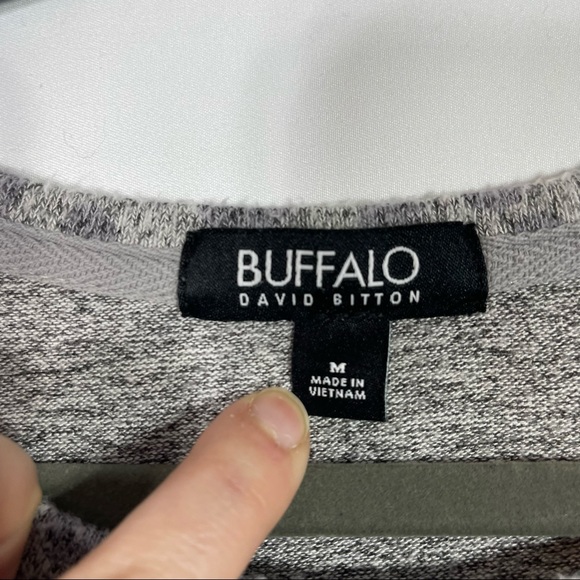 BUFFALO
DAVID BITTON
M
MADE IN
VIETNAM